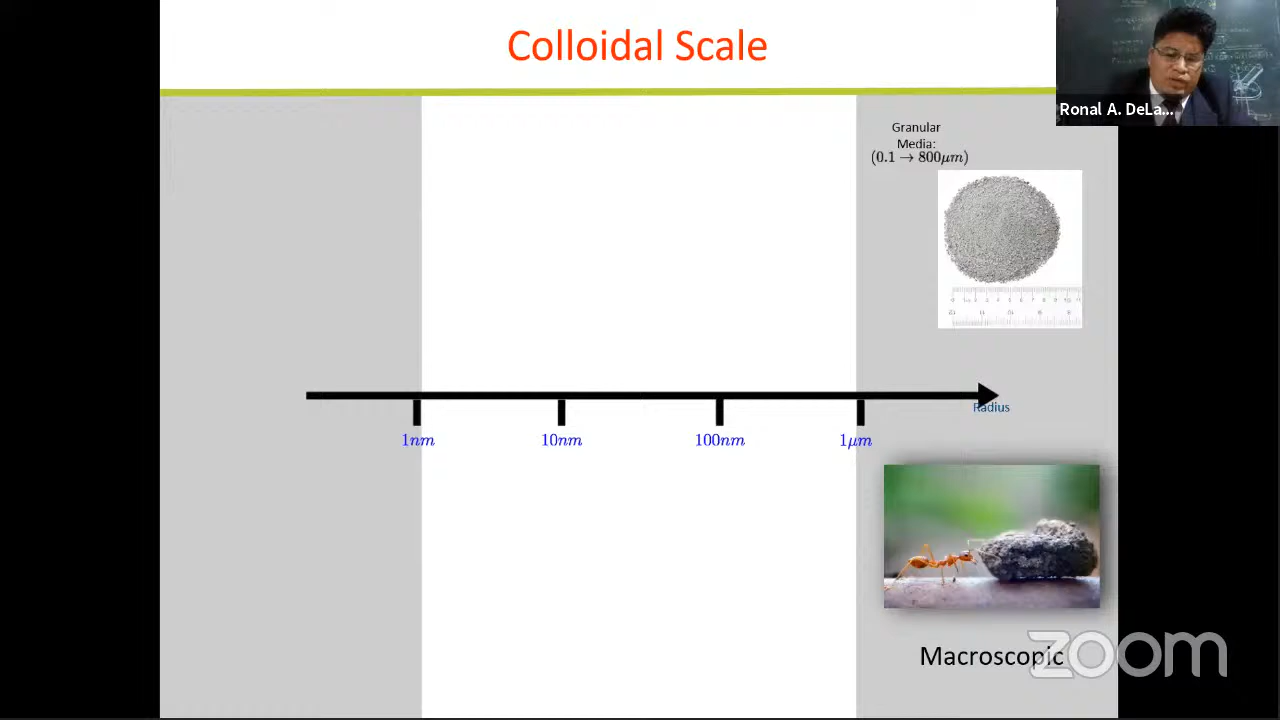 Colloidal Scale
Ronal A. DeLa...
Granular
Media:
(0.1 → 800μm)
Radius
1nm
10nm
100nm
1μm
Macroscopic
zoom